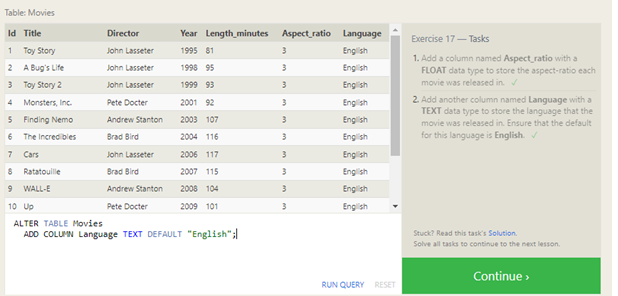 Table: Movies
Id Title Director Year Length_minutes Aspect_ratio Language
1 Toy Story John Lasseter 1995 81 3 English
2 A Bug's Life John Lasseter 1998 95 3 English
3 Toy Story 2 John Lasseter 1999 93 3 English
4 Monsters, Inc. Pete Docter 2001 92 3 English
5 Finding Nemo Andrew Stanton 2003 107 3 English
6 The Incredibles Brad Bird 2004 116 3 English
7 Cars John Lasseter 2006 117 3 English
8 Ratatouille Brad Bird 2007 115 3 English
9 WALL-E Andrew Stanton 2008 104 3 English
10 Up Pete Docter 2009 101 3 English
ALTER TABLE Movies
ADD COLUMN Language TEXT DEFAULT "English";
RUN QUERY RESET
Exercise 17 — Tasks
1. Add a column named Aspect_ratio with a
FLOAT data type to store the aspect-ratio each
movie was released in. ✓
2. Add another column named Language with a
TEXT data type to store the language that the
movie was released in. Ensure that the default
for this language is English. ✓
Stuck? Read this task's Solution.
Solve all tasks to continue to the next lesson.
Continue ›